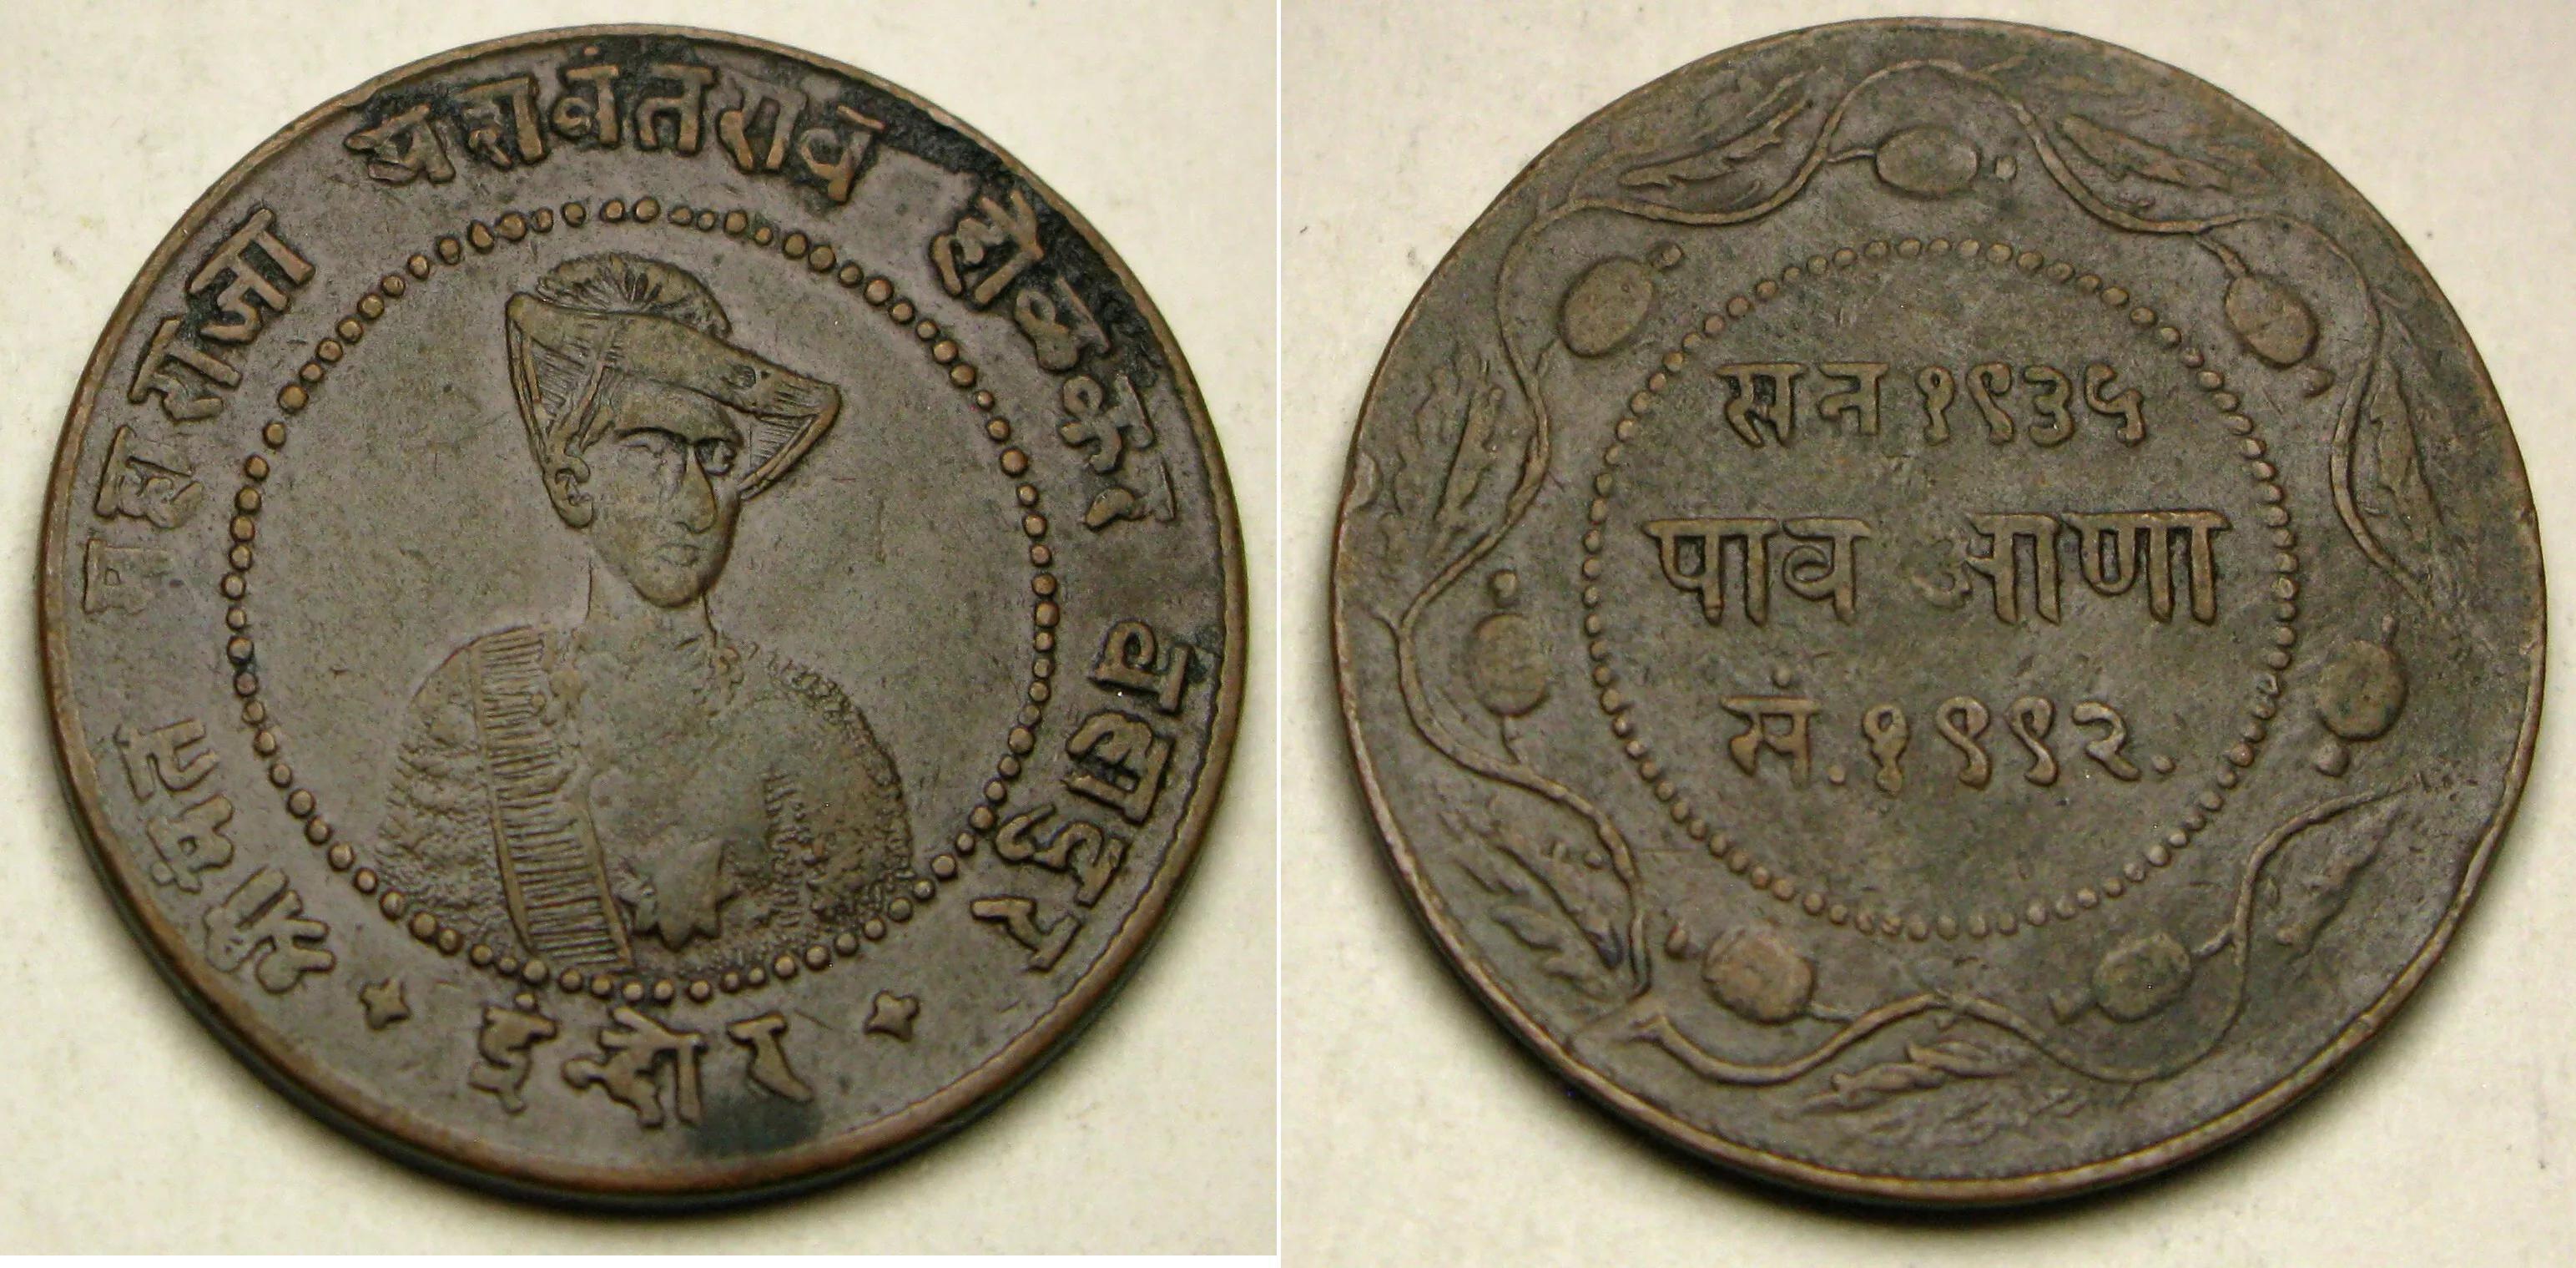 श्रीमंत महाराजा यशवंतराव होळकर बहादुर
इंदोर
सन १९३५
पाव आणा
सं. १९९२.